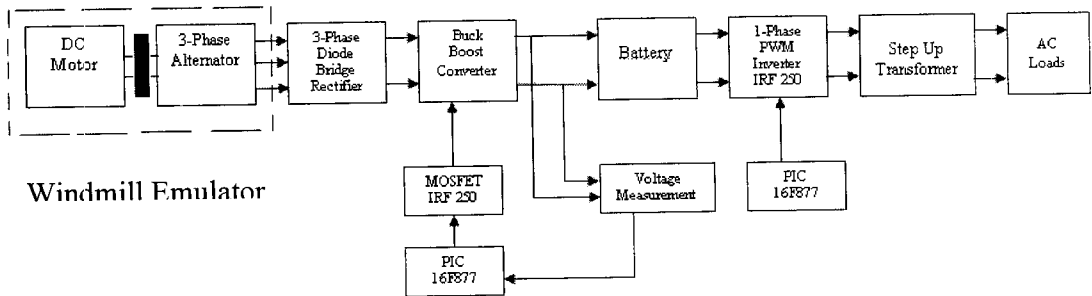 DC
Motor
3-Phase
Alternator
3-Phase
Diode
Bridge
Rectifier
Buck
Boost
Converter
Battery
1-Phase
PWM
Inverter
IRF 250
Step Up
Transformer
AC
Loads
Windmill Emulator
MOSFET
IRF 250
Voltage
Measurement
PIC
16F877
PIC
16F877